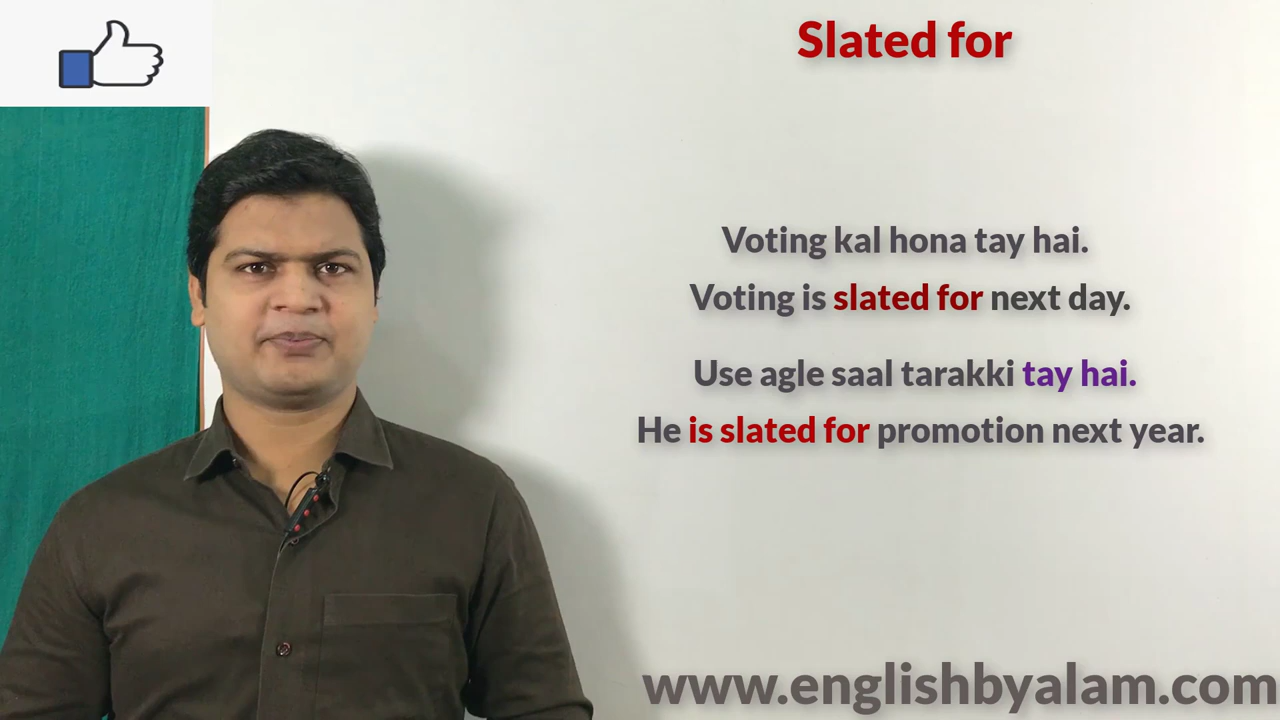 Slated for
Voting kal hona tay hai.
Voting is slated for next day.
Use agle saal tarakki tay hai.
He is slated for promotion next year.
www.englishbyalam.com